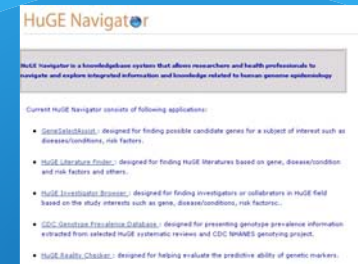 HuGE Navigator
HuGE Navigator is a knowledgebase system that allows researchers and health professionals to
navigate and explore integrated information and knowledge related to human genome epidemiology
Current HuGE Navigator consists of following applications:
GeneSelectAssist : designed for finding possible candidate genes for a subject of interest such as
diseases/conditions, risk factors.
HuGE Literature Finder : designed for finding HuGE literatures based on gene, disease/condition
and risk factors and others.
HuGE Investigator Browser : designed for finding investigators or collabrators in HuGE field
based on the study interests such as gene, disease/conditions, risk factorsc..
CDC Genotype Prevalence Database : designed for presenting genotype prevalence information
extracted from selected HuGE systematic reviews and CDC NHANES genotying project.
HuGE Reality Checker : designed for helping evaluate the predictive ability of genetic markers.